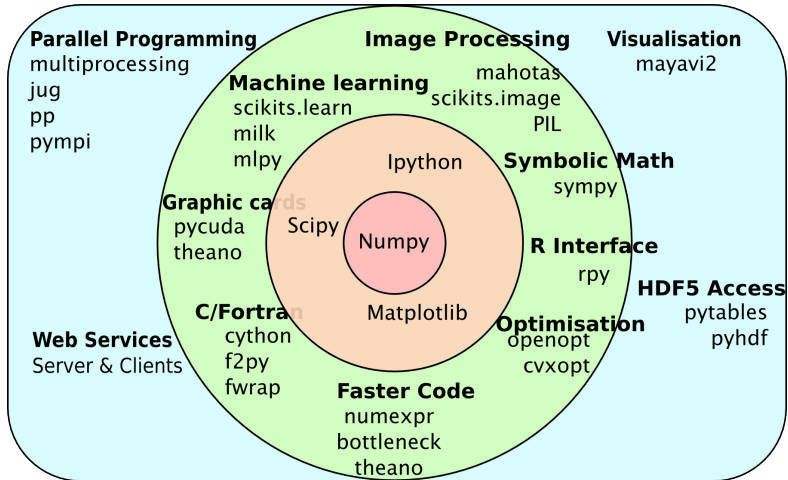 Parallel Programming
multiprocessing
jug
pp
pympi
Image Processing
mahotas
scikits.image
PIL
Visualisation
mayavi2
Machine learning
scikits.learn
milk
mlpy
Ipython
Symbolic Math
sympy
Graphic cards
pycuda
theano
Scipy
Numpy
R Interface
rpy
HDF5 Access
pytables
pyhdf
Matplotlib
C/Fortran
cython
f2py
fwrap
Optimisation
openopt
cvxopt
Web Services
Server & Clients
Faster Code
numexpr
bottleneck
theano